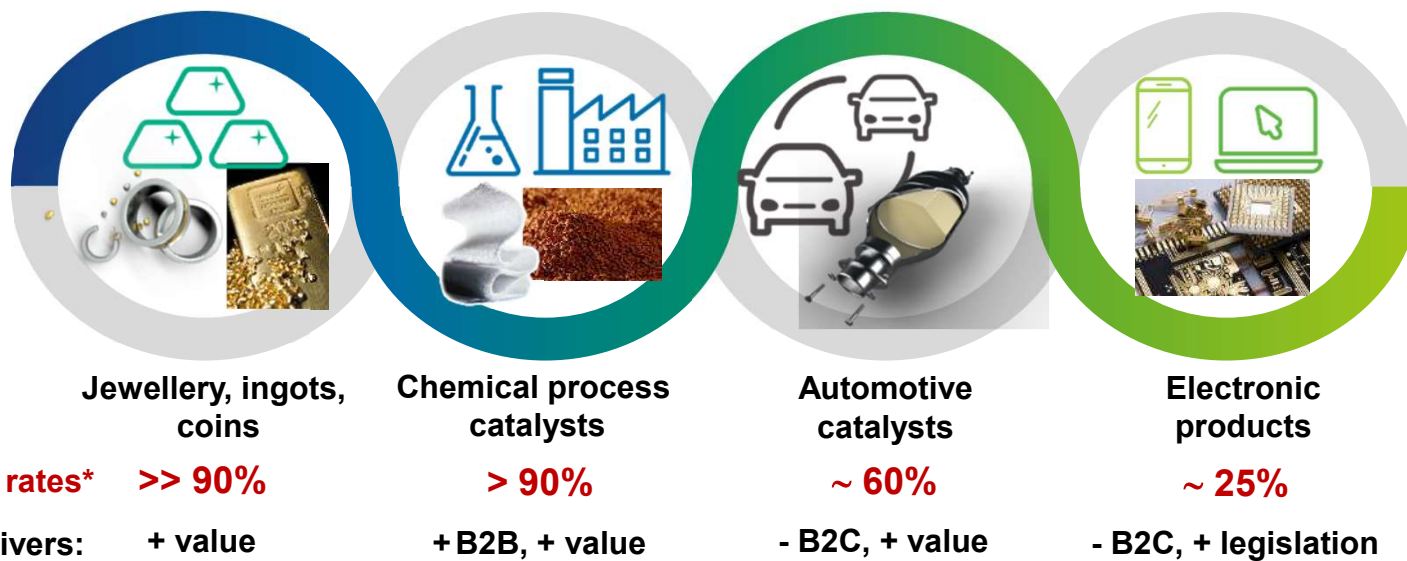 Jewellery, ingots,
coins
Chemical process
catalysts
Automotive
catalysts
Electronic
products
rates* >> 90% > 90% ~ 60% ~ 25%
ivers: + value + B2B, + value - B2C, + value - B2C, + legislation